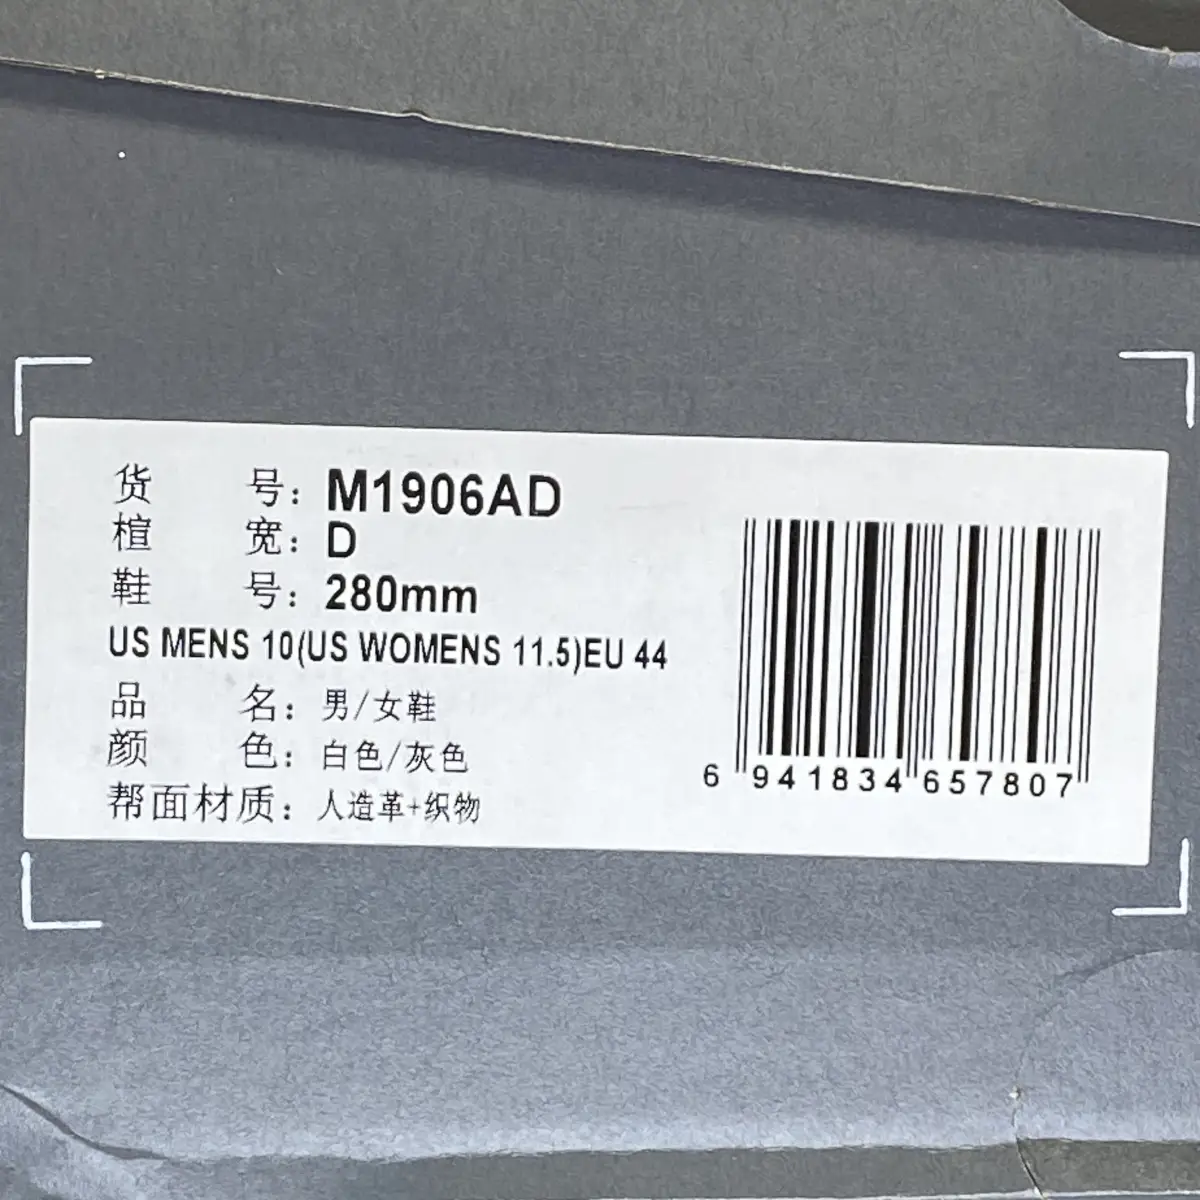 货 号: M1906AD
楦 宽: D
鞋 号: 280mm
US MENS 10(US WOMENS 11.5)EU 44
品 名: 男/女鞋
颜 色: 白色/灰色
帮面材质: 人造革+织物
6 941834 657807